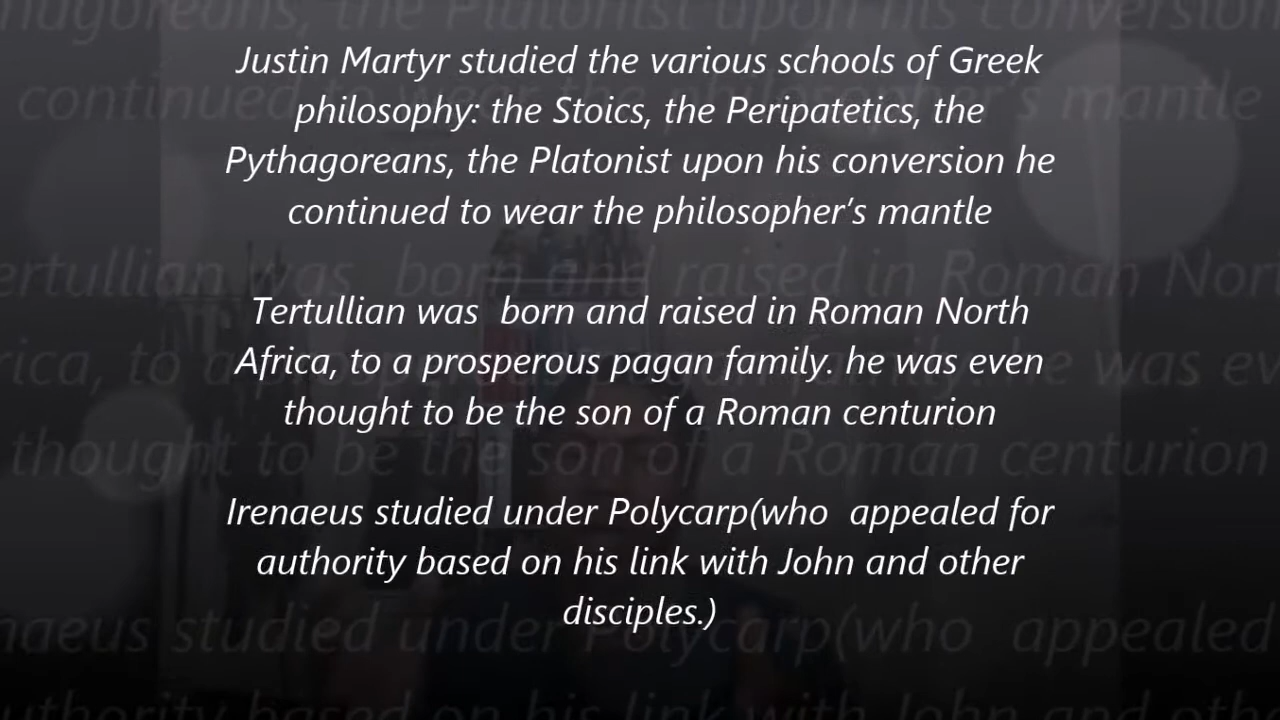 Justin Martyr studied the various schools of Greek
philosophy: the Stoics, the Peripatetics, the
Pythagoreans, the Platonist upon his conversion he
continued to wear the philosopher's mantle
Tertullian was  born and raised in Roman North
Africa, to a prosperous pagan family. he was even
thought to be the son of a Roman centurion
Irenaeus studied under Polycarp(who  appealed for
authority based on his link with John and other
disciples.)